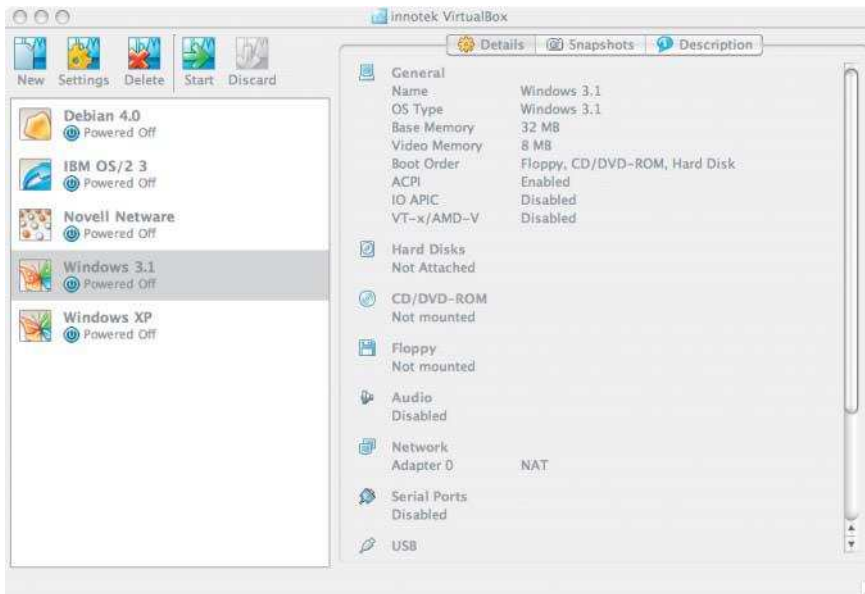 innotek VirtualBox
New Settings Delete Start Discard
Details Snapshots Description
Debian 4.0
Powered Off
IBM OS/2 3
Powered Off
Novell Netware
Powered Off
Windows 3.1
Powered Off
Windows XP
Powered Off
General
Name Windows 3.1
OS Type Windows 3.1
Base Memory 32 MB
Video Memory 8 MB
Boot Order Floppy, CD/DVD-ROM, Hard Disk
ACPI Enabled
IO APIC Disabled
VT-x/AMD-V Disabled
Hard Disks
Not Attached
CD/DVD-ROM
Not mounted
Floppy
Not mounted
Audio
Disabled
Network
Adapter 0 NAT
Serial Ports
Disabled
USB